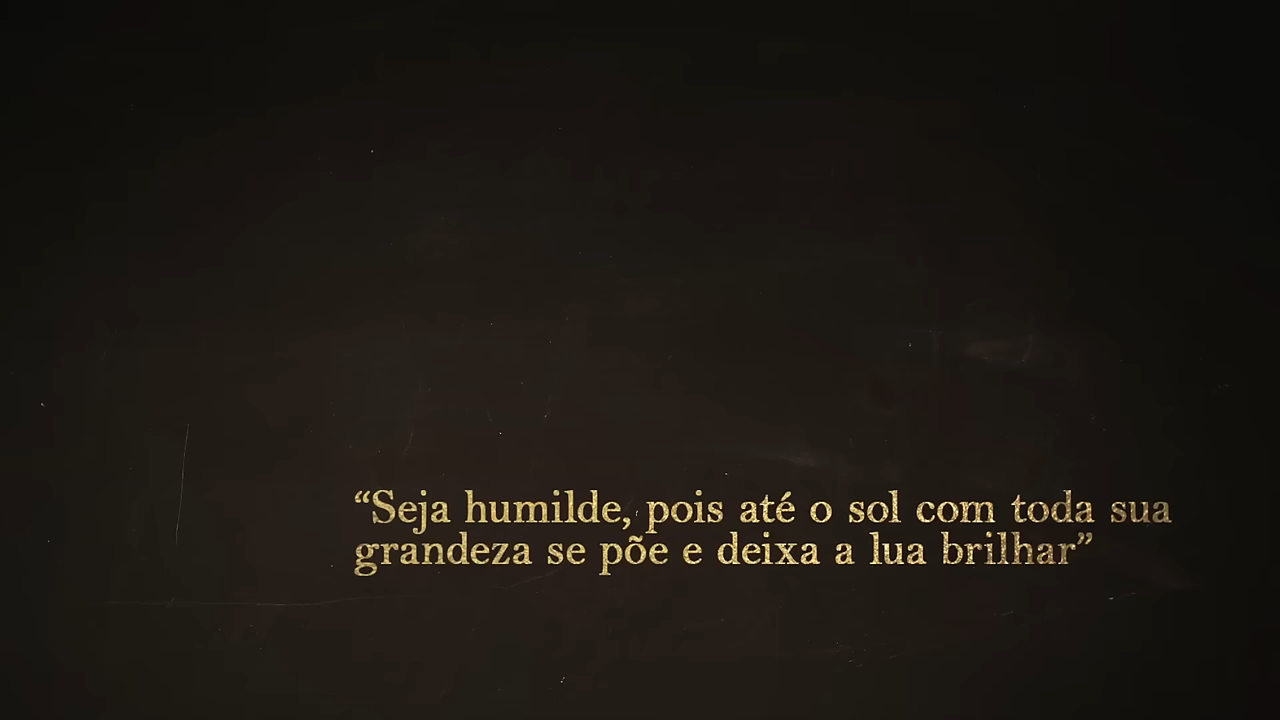 “Seja humilde, pois até o sol com toda sua
grandeza se põe e deixa a lua brilhar”